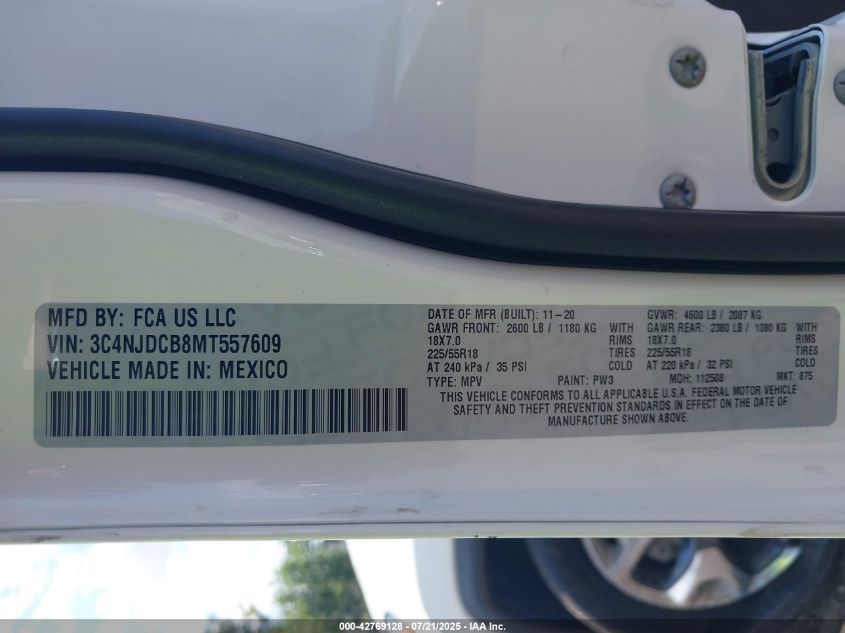 MFD BY: FCA US LLC
VIN: 3C4NJDCB8MT557609
VEHICLE MADE IN: MEXICO
DATE OF MFR (BUILT): 11-20
GAWR FRONT: 2600 LB / 1180 KG WITH
18X7.0 RIMS
225/55R18 TIRES
AT 240 kPa / 35 PSI COLD
TYPE: MPV PAINT: PW3
GVWR: 4600 LB / 2087 KG
GAWR REAR: 2380 LB / 1080 KG WITH
18X7.0 RIMS
225/55R18 TIRES
AT 220 kPa / 32 PSI COLD
MDH: 112508 MKT: 875
THIS VEHICLE CONFORMS TO ALL APPLICABLE U.S.A. FEDERAL MOTOR VEHICLE
SAFETY AND THEFT PREVENTION STANDARDS IN EFFECT ON THE DATE OF
MANUFACTURE SHOWN ABOVE.
000-42769128 - 07/21/2025 - IAA Inc.